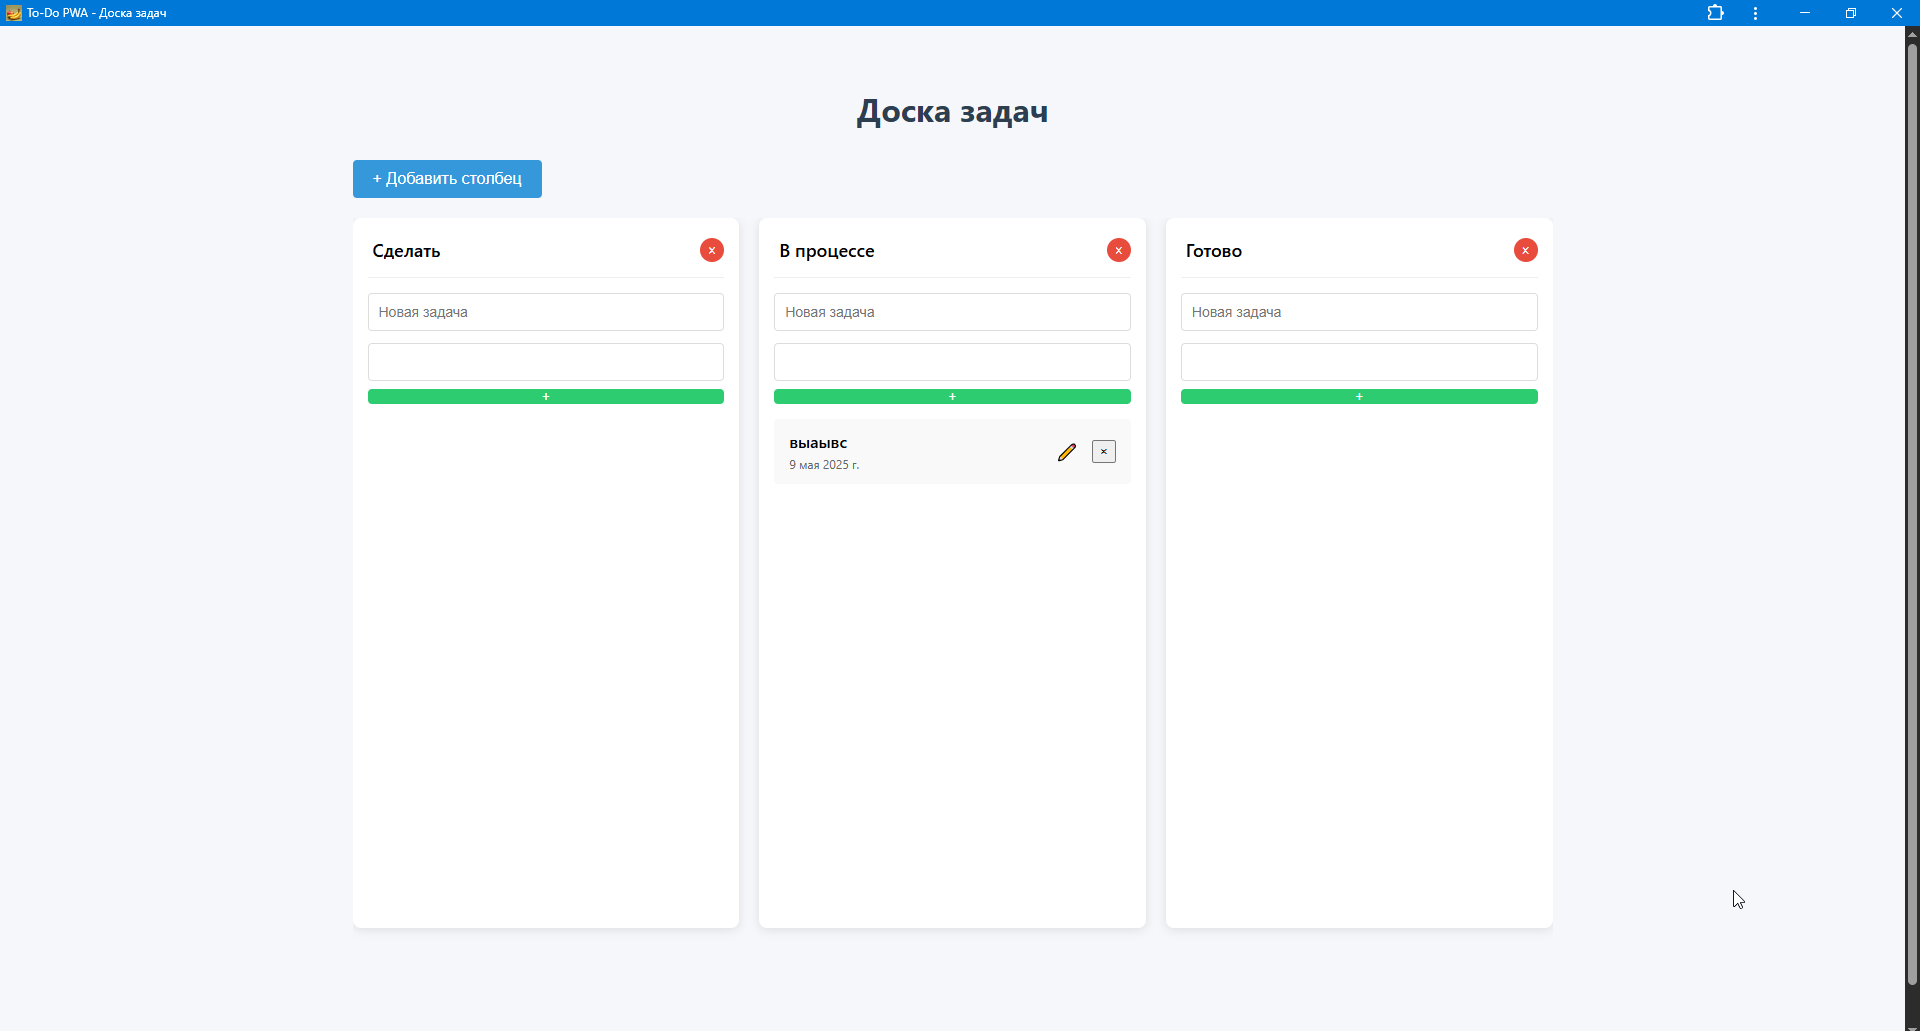 To-Do PWA - Доска задач
Доска задач
+ Добавить столбец
Сделать
×
Новая задача
+
В процессе
×
Новая задача
+
выаывс
9 мая 2025 г.
×
Готово
×
Новая задача
+